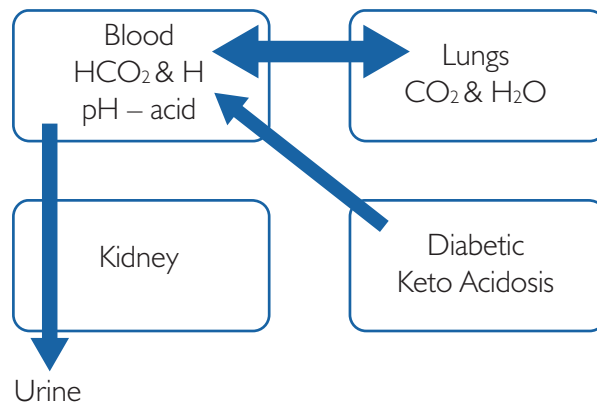 Blood
HCO₂ & H
pH – acid
Lungs
CO₂ & H₂O
Kidney
Diabetic
Keto Acidosis
Urine